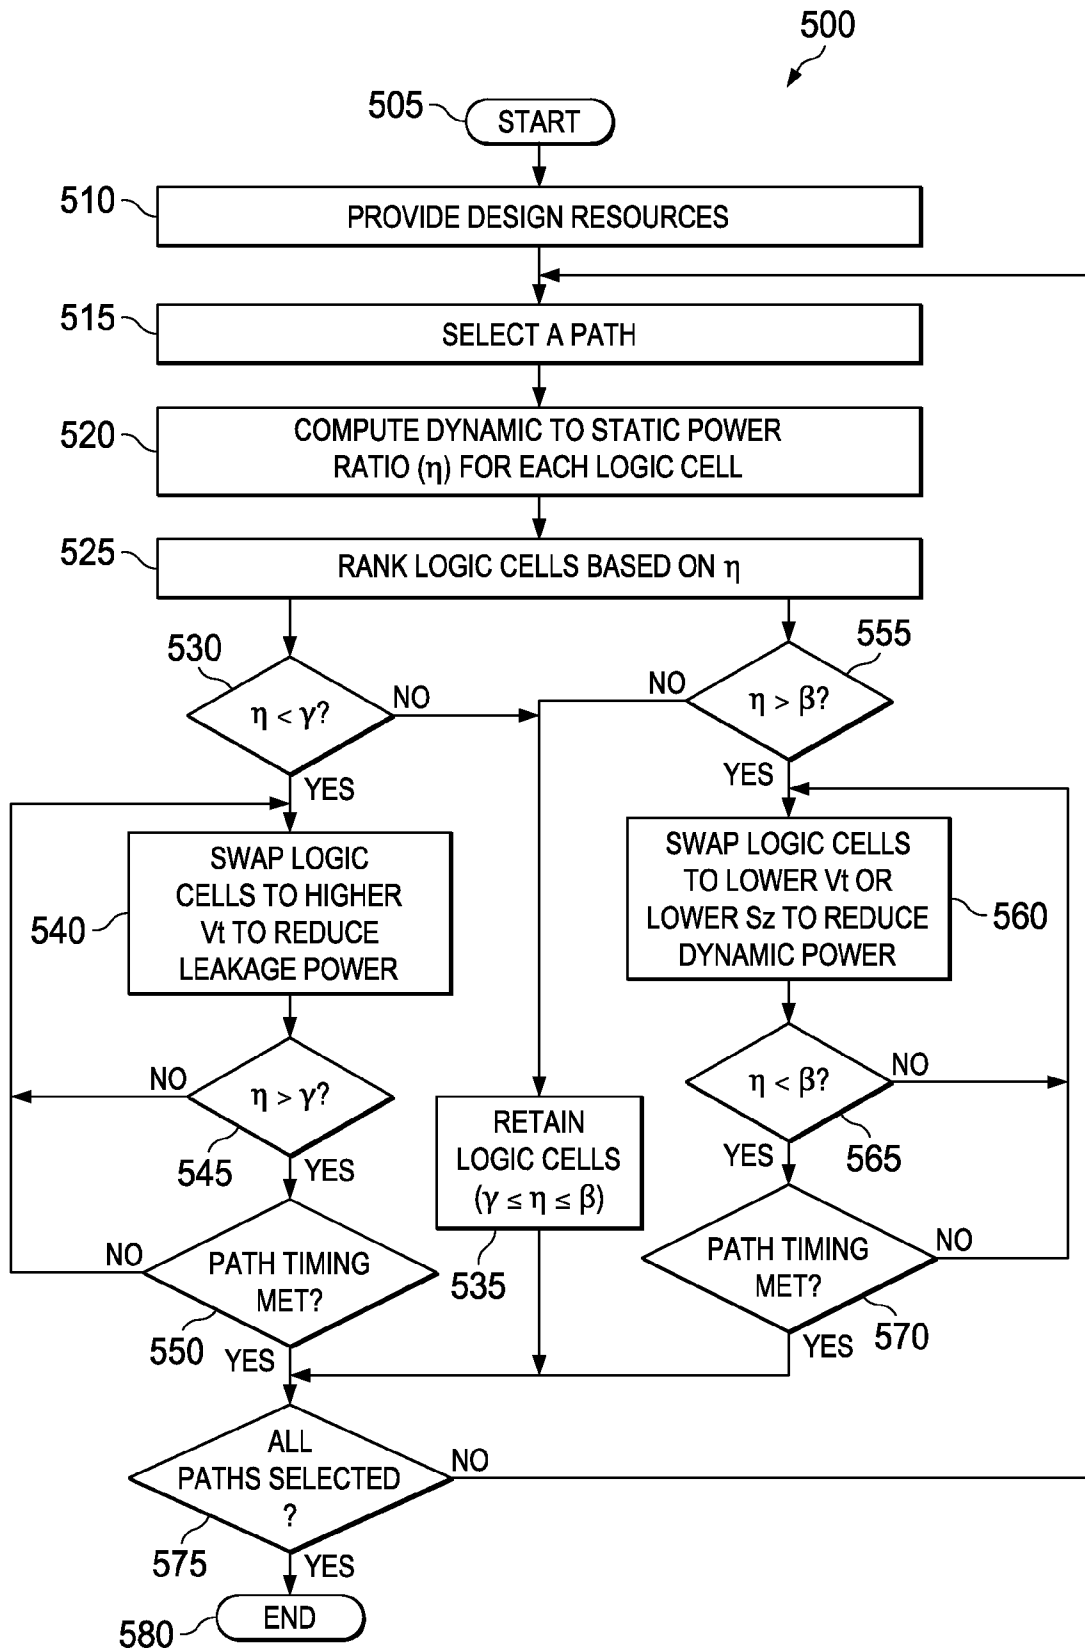 500
505
START
510
PROVIDE DESIGN RESOURCES
515
SELECT A PATH
520
COMPUTE DYNAMIC TO STATIC POWER
RATIO (η) FOR EACH LOGIC CELL
525
RANK LOGIC CELLS BASED ON η
530
η < γ?
NO
YES
555
η > β?
NO
YES
540
SWAP LOGIC
CELLS TO HIGHER
Vt TO REDUCE
LEAKAGE POWER
SWAP LOGIC CELLS
TO LOWER Vt OR
LOWER Sz TO REDUCE
DYNAMIC POWER
560
NO
η > γ?
545
YES
RETAIN
LOGIC CELLS
(γ ≤ η ≤ β)
535
η < β?
NO
565
YES
NO
PATH TIMING
MET?
550
YES
PATH TIMING
MET?
NO
570
YES
ALL
PATHS SELECTED
?
NO
575
YES
580
END